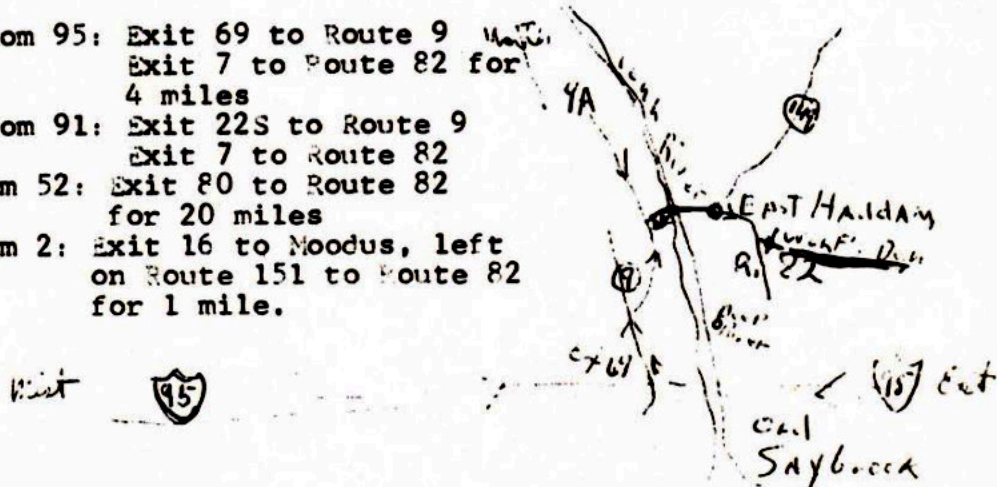 om 95: Exit 69 to Route 9
Exit 7 to Route 82 for
4 miles
om 91: Exit 22S to Route 9
Exit 7 to Route 82
m 52: Exit 80 to Route 82
for 20 miles
m 2: Exit 16 to Moodus, left
on Route 151 to Route 82
for 1 mile.
9A
149
River
East Haddam
R. 82
9
95
95
Old
Saybrook